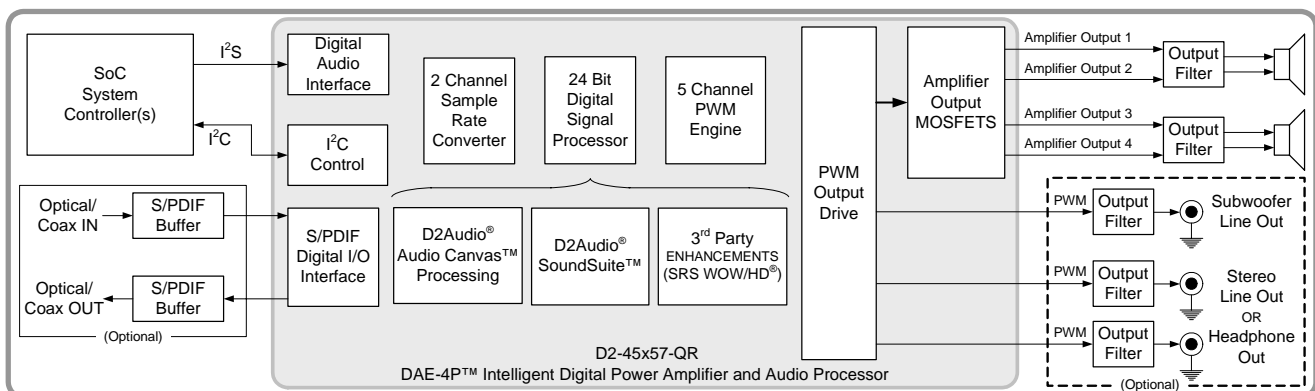 SoC
System
Controller(s)
I²S
I²C
Digital
Audio
Interface
I²C
Control
Optical/
Coax IN
S/PDIF
Buffer
Optical/
Coax OUT
S/PDIF
Buffer
(Optional)
S/PDIF
Digital I/O
Interface
2 Channel
Sample
Rate
Converter
24 Bit
Digital
Signal
Processor
5 Channel
PWM
Engine
D2Audio®
Audio Canvas™
Processing
D2Audio®
SoundSuite™
3rd Party
ENHANCEMENTS
(SRS WOW/HD®)
PWM
Output
Drive
Amplifier
Output
MOSFETS
Amplifier Output 1
Amplifier Output 2
Output
Filter
Amplifier Output 3
Amplifier Output 4
Output
Filter
PWM
Output
Filter
Subwoofer
Line Out
PWM
Output
Filter
Stereo
Line Out
OR
PWM
Output
Filter
Headphone
Out
(Optional)
D2-45x57-QR
DAE-4P™ Intelligent Digital Power Amplifier and Audio Processor